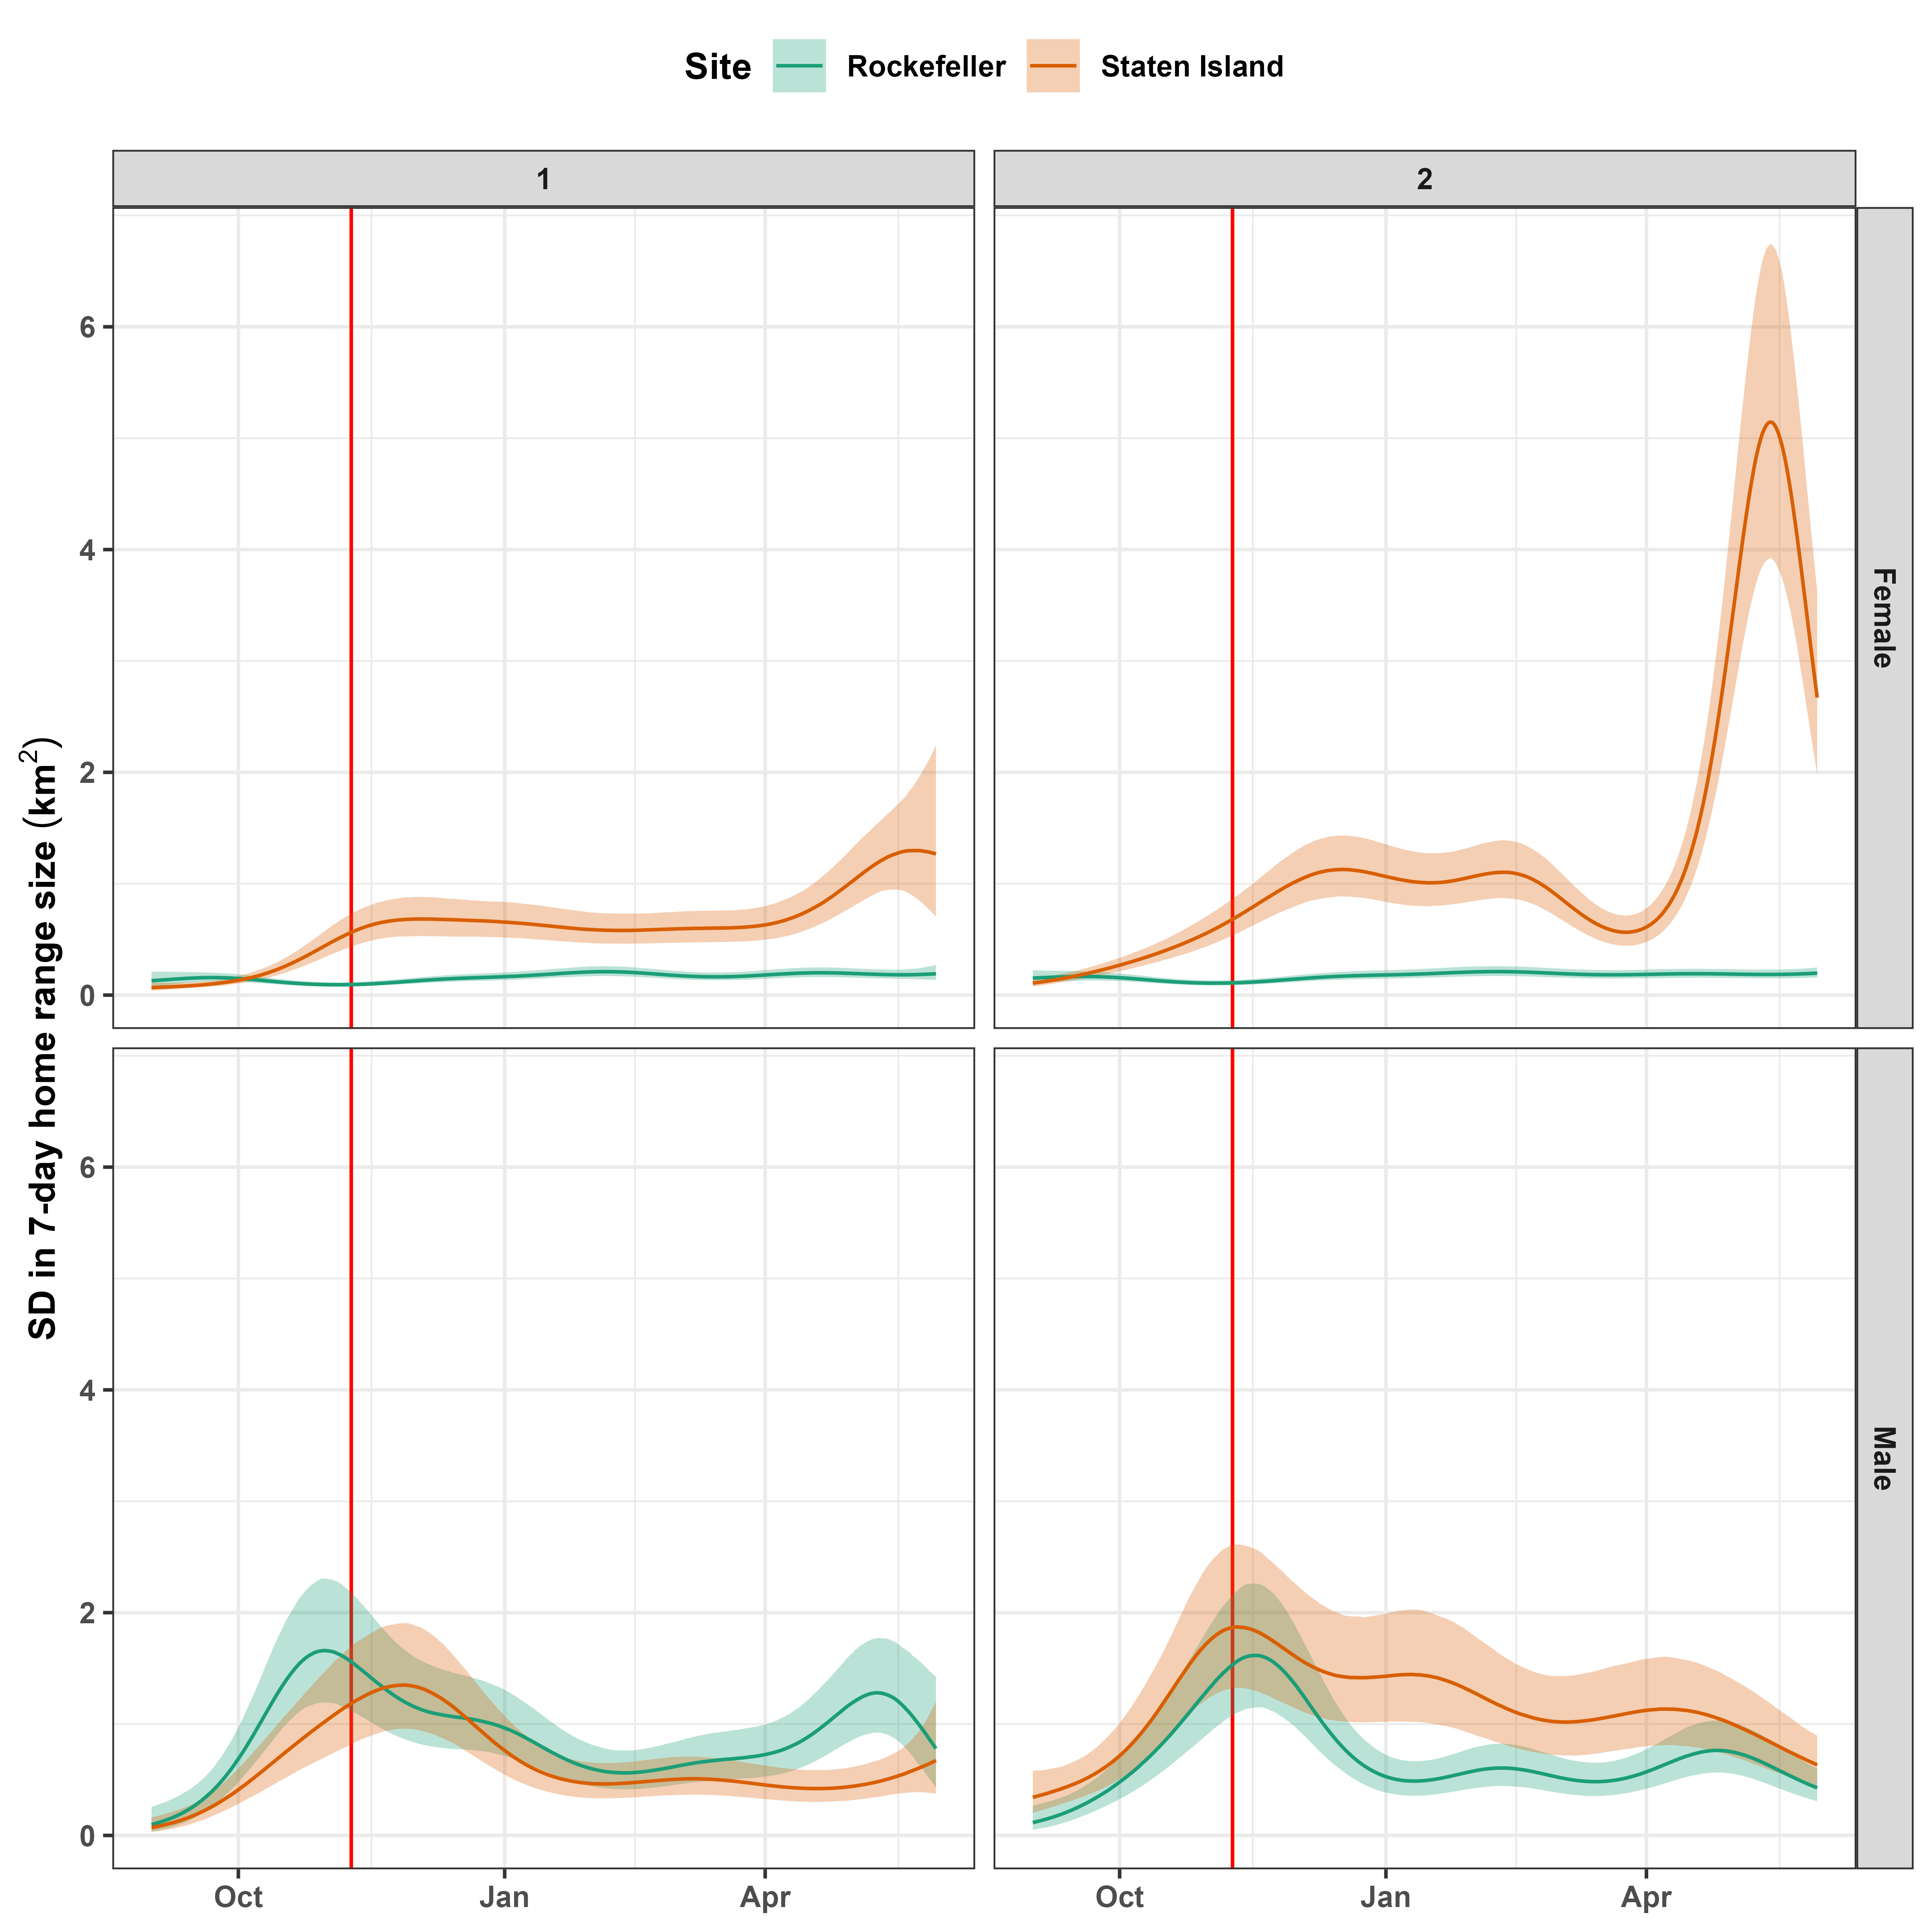 Site Rockefeller Staten Island
1 2
SD in 7-day home range size (km²)
6
4
2
0
Female
6
4
2
0
Male
Oct Jan Apr Oct Jan Apr